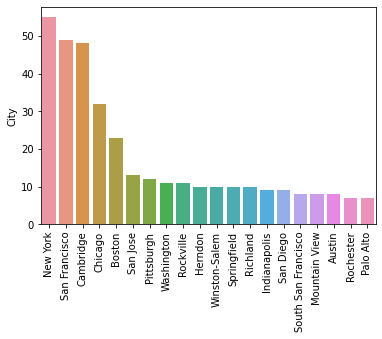 50
40
30
20
10
0
City
New York
San Francisco
Cambridge
Chicago
Boston
San Jose
Pittsburgh
Washington
Rockville
Herndon
Winston-Salem
Springfield
Richland
Indianapolis
San Diego
South San Francisco
Mountain View
Austin
Rochester
Palo Alto